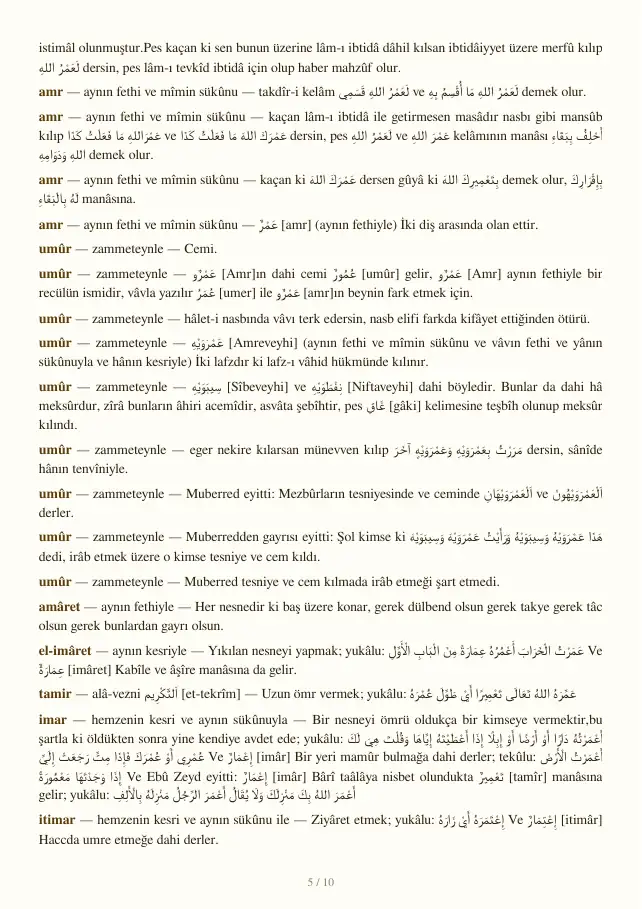 istimâl olunmuştur.Pes kaçan ki sen bunun üzerine lâm-ı ibtidâ dâhil kılsan ibtidâiyyet üzere merfû kılıp
لَعَمْرُ اللهِ dersin, pes lâm-ı tevkîd ibtidâ için olup haber mahzûf olur.
amr — aynın fethi ve mîmin sükûnu — takdîr-i kelâm لَعَمْرُ اللهِ قَسَمِى ve لَعَمْرُ اللهِ مَا أُقْسِمُ بِهِ demek olur.
amr — aynın fethi ve mîmin sükûnu — kaçan lâm-ı ibtidâ ile getirmesen masâdır nasbı gibi mansûb
kılıp عَمْرَاللهِ مَا فَعَلْتُ كَذَا ve عَمْرَكَ اللهَ مَا فَعَلْتُ كَذَا dersin, pes لَعَمْرُ اللهِ ve عَمْرَ اللهِ kelâmının manâsı أَحْلِفُ بِبَقَاءِ
اللهِ وَدَوَامِهِ demek olur.
amr — aynın fethi ve mîmin sükûnu — kaçan ki عَمْرَكَ اللهَ dersen gûyâ ki بِتَعْمِيرِكَ اللهَ demek olur, بِإِقْرَارِكَ
لَهُ بِالْبَقَاءِ manâsına.
amr — aynın fethi ve mîmin sükûnu — عَمْرٌ [amr] (aynın fethiyle) İki diş arasında olan ettir.
umûr — zammeteynle — Cemi.
umûr — zammeteynle — عَمْرٌو [Amr]ın dahi cemi عُمُورٌ [umûr] gelir, عَمْرٌو [Amr] aynın fethiyle bir
recülün ismidir, vâvla yazılır عُمَرُ [umer] ile عَمْرٌو [amr]ın beynin fark etmek için.
umûr — zammeteynle — hâlet-i nasbında vâvı terk edersin, nasb elifi farkda kifâyet ettiğinden ötürü.
umûr — zammeteynle — عَمْرَوَيْهِ [Amreveyhi] (aynın fethi ve mîmin sükûnu ve vâvın fethi ve yânın
sükûnuyla ve hânın kesriyle) İki lafzdır ki lafz-ı vâhid hükmünde kılınır.
umûr — zammeteynle — سِيبَوَيْهِ [Sîbeveyhi] ve نِفْطَوَيْهِ [Niftaveyhi] dahi böyledir. Bunlar da dahi hâ
meksûrdur, zîrâ bunların âhiri acemîdir, asvâta şebîhtir, pes غَاقِ [gâki] kelimesine teşbîh olunup meksûr
kılındı.
umûr — zammeteynle — eger nekire kılarsan münevven kılıp مَرَرْتُ بِعَمْرَوَيْهِ وَعَمْرَوَيْهٍ آخَرَ dersin, sânîde
hânın tenvîniyle.
umûr — zammeteynle — Muberred eyitti: Mezbûrların tesniyesinde ve ceminde اَلْعَمْرَوَيْهَانِ ve اَلْعَمْرَوَيْهُونَ
derler.
umûr — zammeteynle — Muberredden gayrısı eyitti: Şol kimse ki هَذَا عَمْرَوَيْهُ وَسِيبَوَيْهُ وَرَأَيْتُ عَمْرَوَيْهَ وَسِيبَوَيْهَ
dedi, irâb etmek üzere o kimse tesniye ve cem kıldı.
umûr — zammeteynle — Muberred tesniye ve cem kılmada irâb etmeği şart etmedi.
amâret — aynın fethiyle — Her nesnedir ki baş üzere konar, gerek dülbend olsun gerek takye gerek tâc
olsun gerek bunlardan gayrı olsun.
el-imâret — aynın kesriyle — Yıkılan nesneyi yapmak; yukâlu: عَمَرْتُ الْخَرَابَ أَعْمُرُهُ عِمَارَةً مِنَ الْبَابِ الْأَوَّلِ Ve
عِمَارَةٌ [imâret] Kabîle ve âşîre manâsına da gelir.
tamir — alâ-vezni اَلتَّكْرِيم [et-tekrîm] — Uzun ömr vermek; yukâlu: عَمَّرَهُ اللهُ تَعَالَى تَعْمِيرًا أَيْ طَوَّلَ عُمْرَهُ
imar — hemzenin kesri ve aynın sükûnuyla — Bir nesneyi ömrü oldukça bir kimseye vermektir,bu
şartla ki öldükten sonra yine kendiye avdet ede; yukâlu: أَعْمَرْتُهُ دَارًا أَوْ أَرْضًا أَوْ إِبِلًا إِذَا أَعْطَيْتَهُ إِيَّاهَا وَقُلْتَ هِيَ لَكَ
عُمْرِى أَوْ عُمْرَكَ فَإِذَا مِتَّ رَجَعَتْ إِلَيَّ Ve إِعْمَارٌ [imâr] Bir yeri mamûr bulmağa dahi derler; tekûlu: أَعْمَرْتُ الْأَرْضَ
إِذَا وَجَدْتَهَا مَعْمُورَةً Ve Ebû Zeyd eyitti: إِعْمَارٌ [imâr] Bârî taâlâya nisbet olundukta تَعْمِيرٌ [tamîr] manâsına
gelir; yukâlu: أَعْمَرَ اللهُ بِكَ مَنْزِلَكَ وَلَا يُقَالُ أَعْمَرَ الرَّجُلُ مَنْزِلَهُ بِالْأَلِفِ
itimar — hemzenin kesri ve aynın sükûnu ile — Ziyâret etmek; yukâlu: إِعْتَمَرَهُ أَيْ زَارَهُ Ve إِعْتِمَارٌ [itimâr]
Haccda umre etmeğe dahi derler.
5 / 10